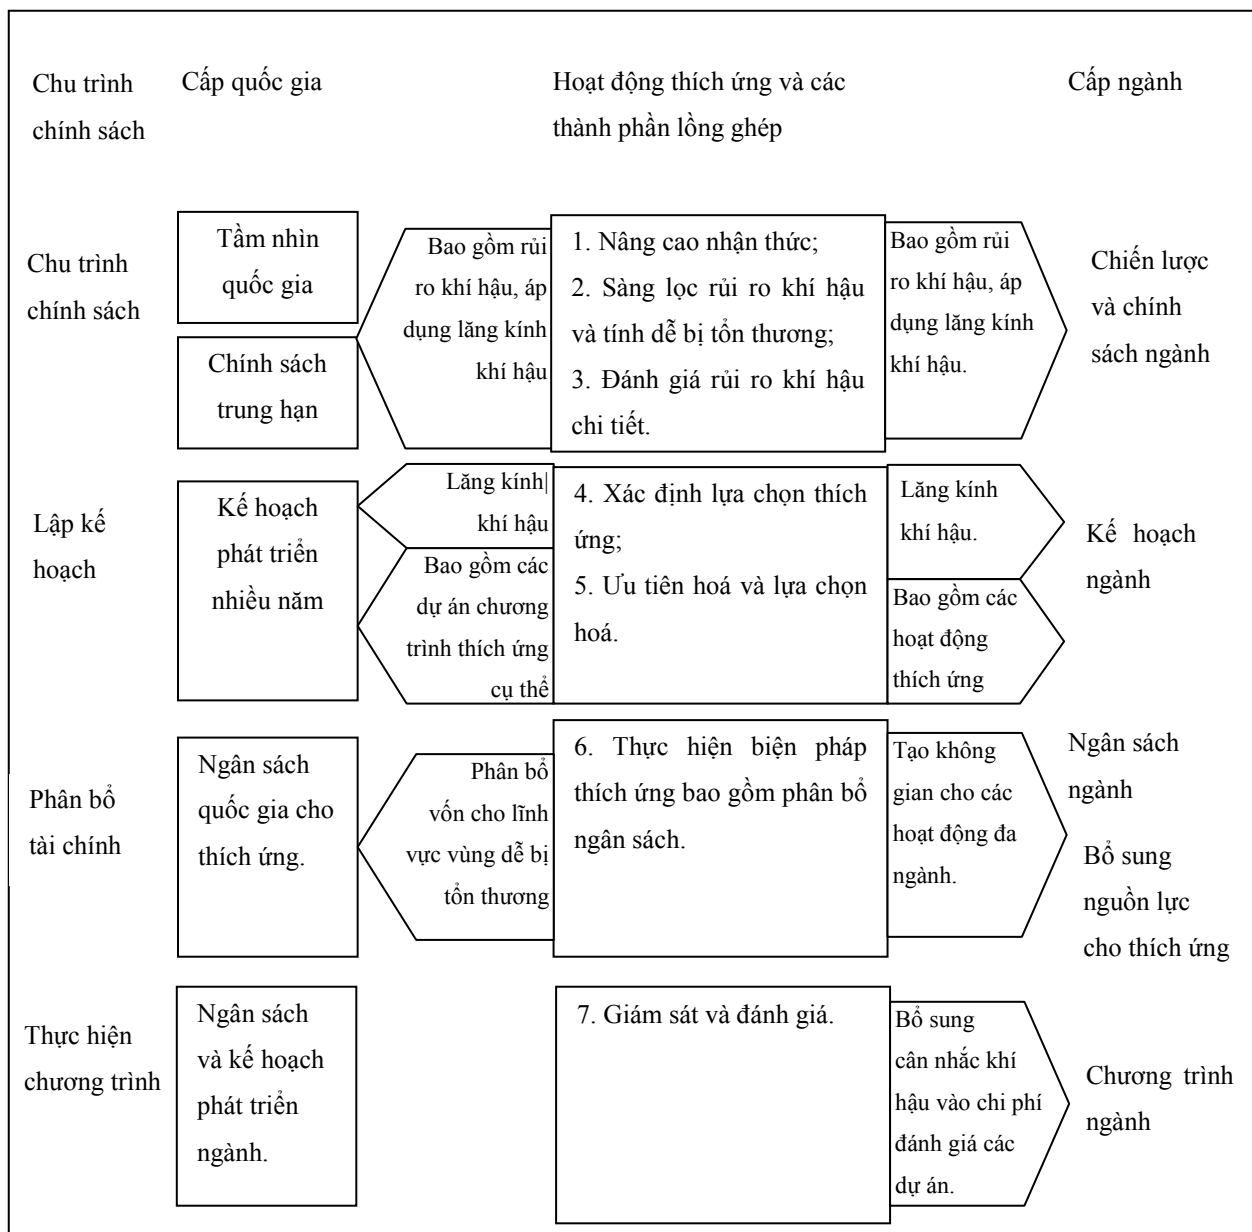 Chu trình
chính sách
Cấp quốc gia
Hoạt động thích ứng và các
thành phần lồng ghép
Cấp ngành
Chu trình
chính sách
Tầm nhìn
quốc gia
Chính sách
trung hạn
Bao gồm rủi
ro khí hậu, áp
dụng lăng kính
khí hậu
1. Nâng cao nhận thức;
2. Sàng lọc rủi ro khí hậu
và tính dễ bị tổn thương;
3. Đánh giá rủi ro khí hậu
chi tiết.
Bao gồm rủi
ro khí hậu, áp
dụng lăng kính
khí hậu.
Chiến lược
và chính
sách ngành
Lập kế
hoạch
Kế hoạch
phát triển
nhiều năm
Lăng kính|
khí hậu
Bao gồm các
dự án chương
trình thích ứng
cụ thể
4. Xác định lựa chọn thích
ứng;
5. Ưu tiên hoá và lựa chọn
hoá.
Lăng kính
khí hậu.
Bao gồm các
hoạt động
thích ứng
Kế hoạch
ngành
Phân bổ
tài chính
Ngân sách
quốc gia cho
thích ứng.
Phân bổ
vốn cho lĩnh
vực vùng dễ bị
tổn thương
6. Thực hiện biện pháp
thích ứng bao gồm phân bổ
ngân sách.
Tạo không
gian cho các
hoạt động đa
ngành.
Ngân sách
ngành
Bổ sung
nguồn lực
cho thích ứng
Thực hiện
chương trình
Ngân sách
và kế hoạch
phát triển
ngành.
7. Giám sát và đánh giá.
Bổ sung
cân nhắc khí
hậu vào chi phí
đánh giá các
dự án.
Chương trình
ngành